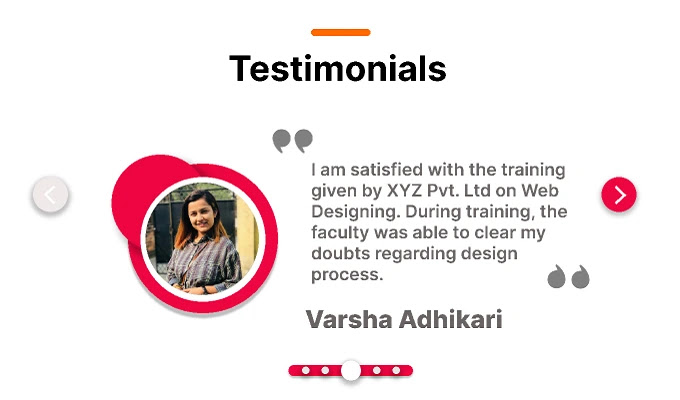 Testimonials
I am satisfied with the training
given by XYZ Pvt. Ltd on Web
Designing. During training, the
faculty was able to clear my
doubts regarding design
process.
Varsha Adhikari